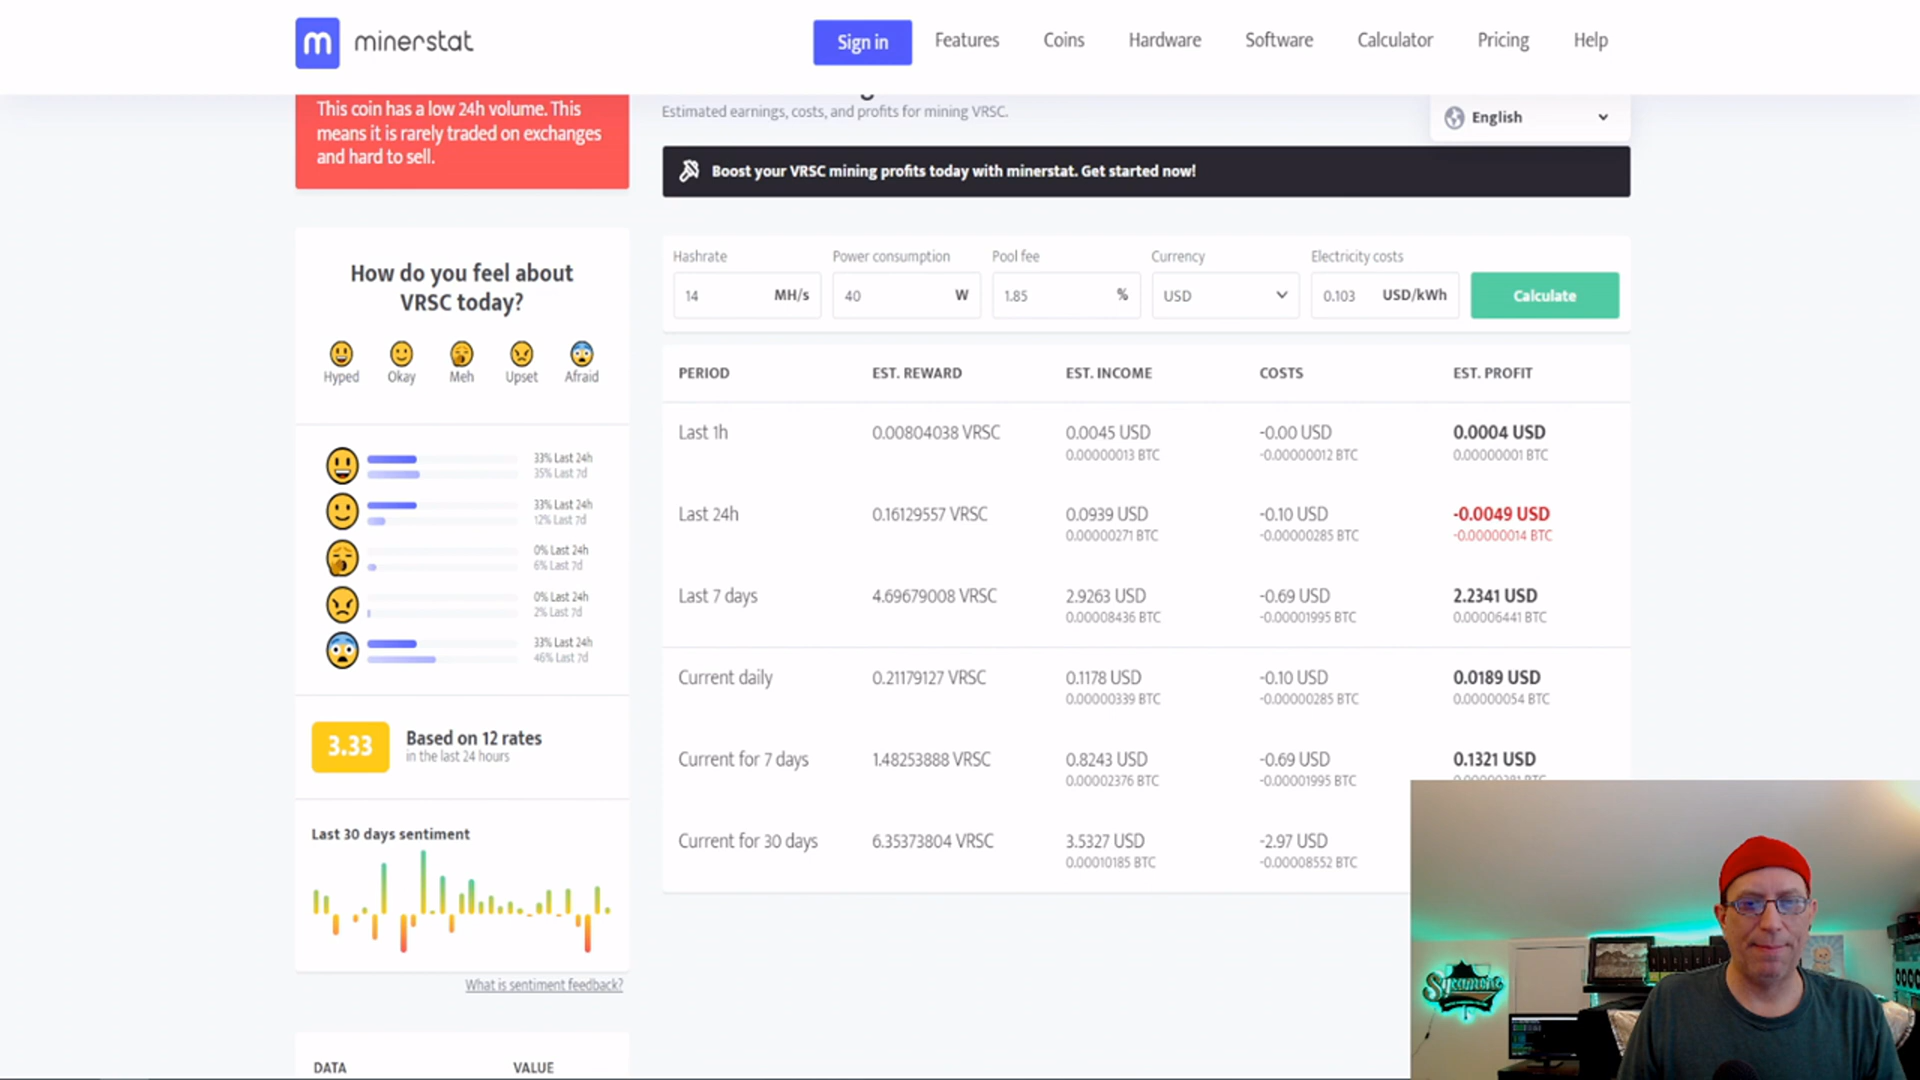 minerstat
Sign in
Features
Coins
Hardware
Software
Calculator
Pricing
Help
This coin has a low 24h volume. This
means it is rarely traded on exchanges
and hard to sell.
Estimated earnings, costs, and profits for mining VRSC.
English
Boost your VRSC mining profits today with minerstat. Get started now!
How do you feel about
VRSC today?
Hyped
Okay
Meh
Upset
Afraid
33% Last 24h
35% Last 7d
33% Last 24h
12% Last 7d
0% Last 24h
6% Last 7d
0% Last 24h
2% Last 7d
33% Last 24h
46% Last 7d
3.33
Based on 12 rates
in the last 24 hours
Last 30 days sentiment
What is sentiment feedback?
DATA VALUE
Hashrate Power consumption Pool fee Currency Electricity costs
14 MH/s 40 W 1.85 % USD 0.103 USD/kWh Calculate
PERIOD EST. REWARD EST. INCOME COSTS EST. PROFIT
Last 1h 0.00804038 VRSC 0.0045 USD -0.00 USD 0.0004 USD
0.00000013 BTC -0.00000012 BTC 0.00000001 BTC
Last 24h 0.16129557 VRSC 0.0939 USD -0.10 USD -0.0049 USD
0.00000271 BTC -0.00000285 BTC -0.00000014 BTC
Last 7 days 4.69679008 VRSC 2.9263 USD -0.69 USD 2.2341 USD
0.00008436 BTC -0.00001995 BTC 0.00006441 BTC
Current daily 0.21179127 VRSC 0.1178 USD -0.10 USD 0.0189 USD
0.00000339 BTC -0.00000285 BTC 0.00000054 BTC
Current for 7 days 1.48253888 VRSC 0.8243 USD -0.69 USD 0.1321 USD
0.00002376 BTC -0.00001995 BTC
Current for 30 days 6.35373804 VRSC 3.5327 USD -2.97 USD
0.00010185 BTC -0.00008552 BTC
Sycamore